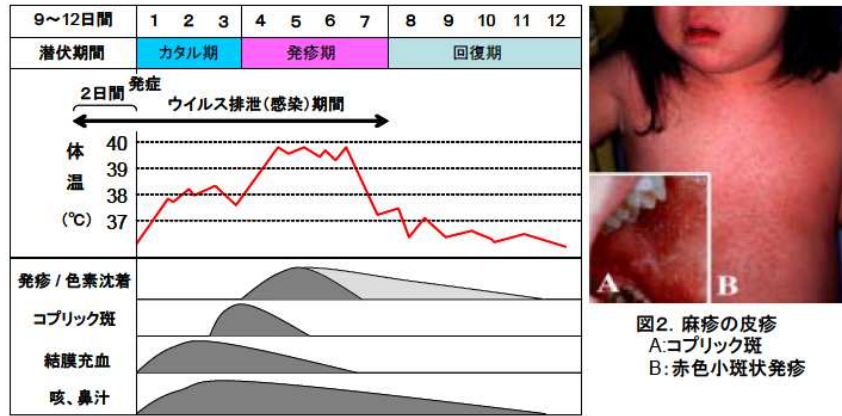 9～12日間 1 2 3 4 5 6 7 8 9 10 11 12
潜伏期間 カタル期 発疹期 回復期
2日間 発症
ウイルス排泄(感染)期間
体温(℃)
40
39
38
37
発疹/色素沈着
コプリック斑
結膜充血
咳、鼻汁
A B
図2. 麻疹の皮疹
A:コプリック斑
B:赤色小斑状発疹